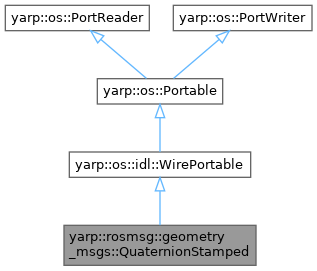 yarp::os::PortReader
yarp::os::PortWriter
yarp::os::Portable
yarp::os::idl::WirePortable
yarp::rosmsg::geometry
_msgs::QuaternionStamped